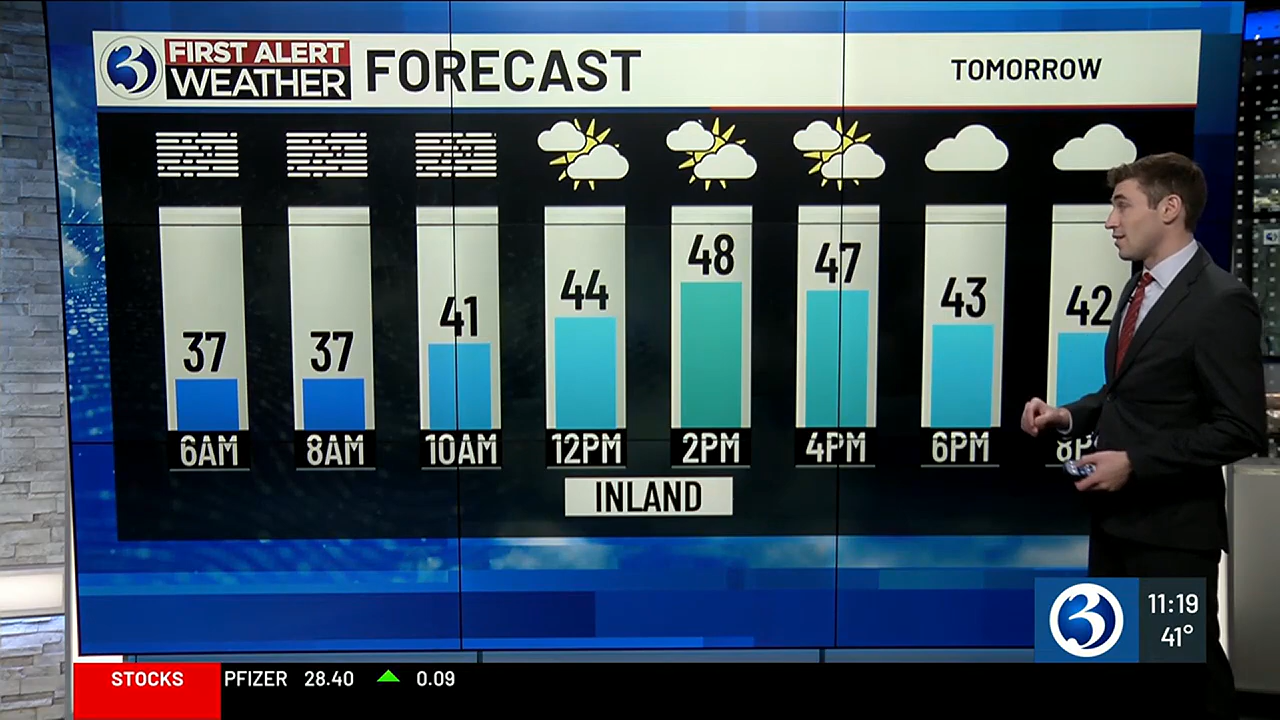 3 FIRST ALERT WEATHER FORECAST TOMORROW
37 37 41 44 48 47 43 42
6AM 8AM 10AM 12PM 2PM 4PM 6PM 8P
INLAND
3 11:19
41°
STOCKS PFIZER 28.40 0.09